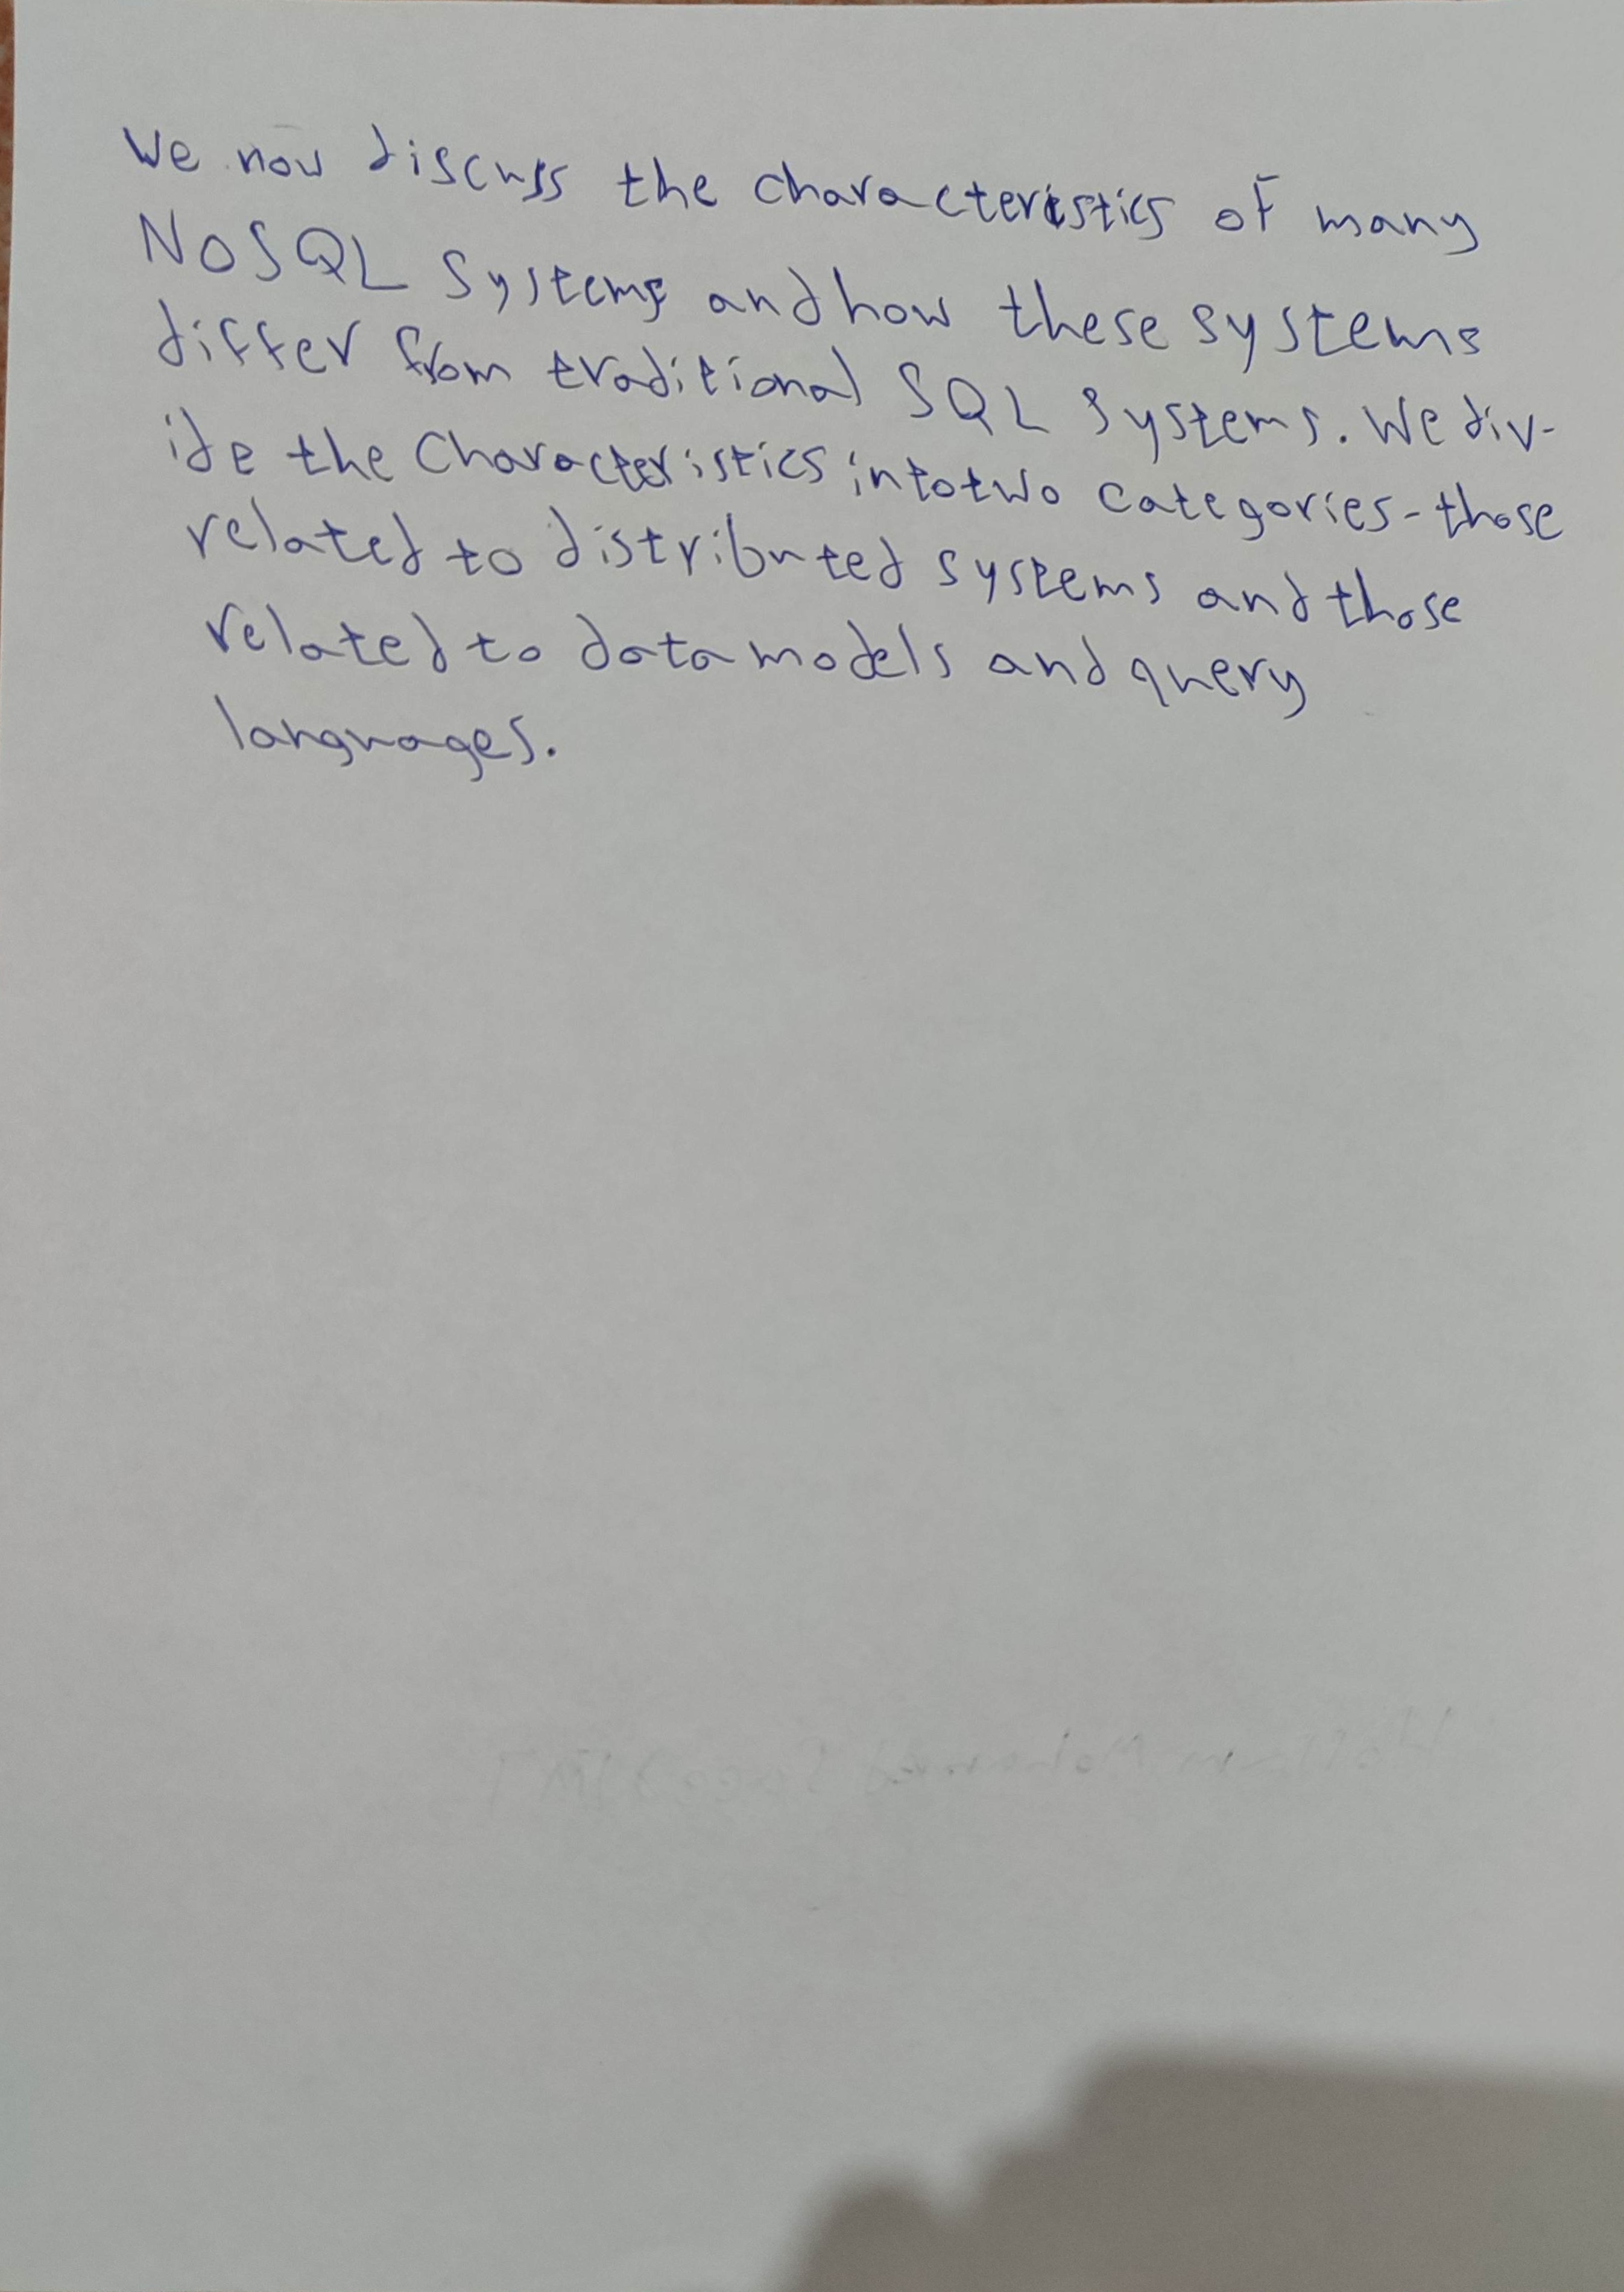 We now discuss the characteristics of many
NOSQL Systems and how these systems
differ from traditional SQL systems. We div-
ide the Characteristics into two categories - those
related to distributed systems and those
related to data models and query
languages.